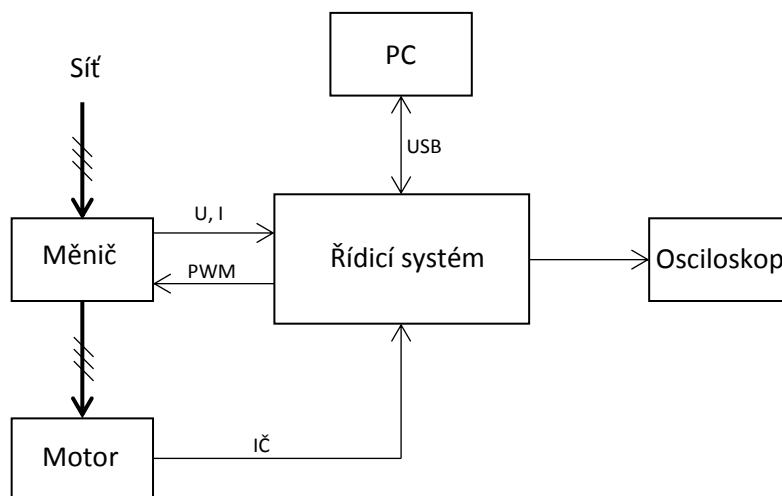 PC
Síť
USB
U, I
Měnič
Řídicí systém
Osciloskop
PWM
Motor
IČ